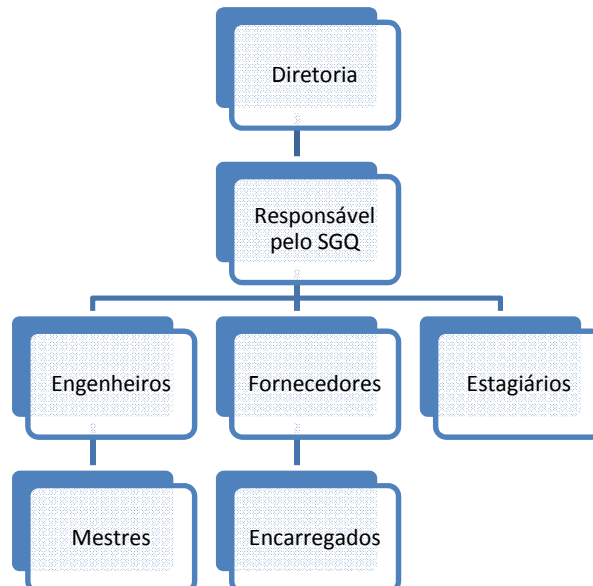 Diretoria
Responsável
pelo SGQ
Engenheiros
Fornecedores
Estagiários
Mestres
Encarregados